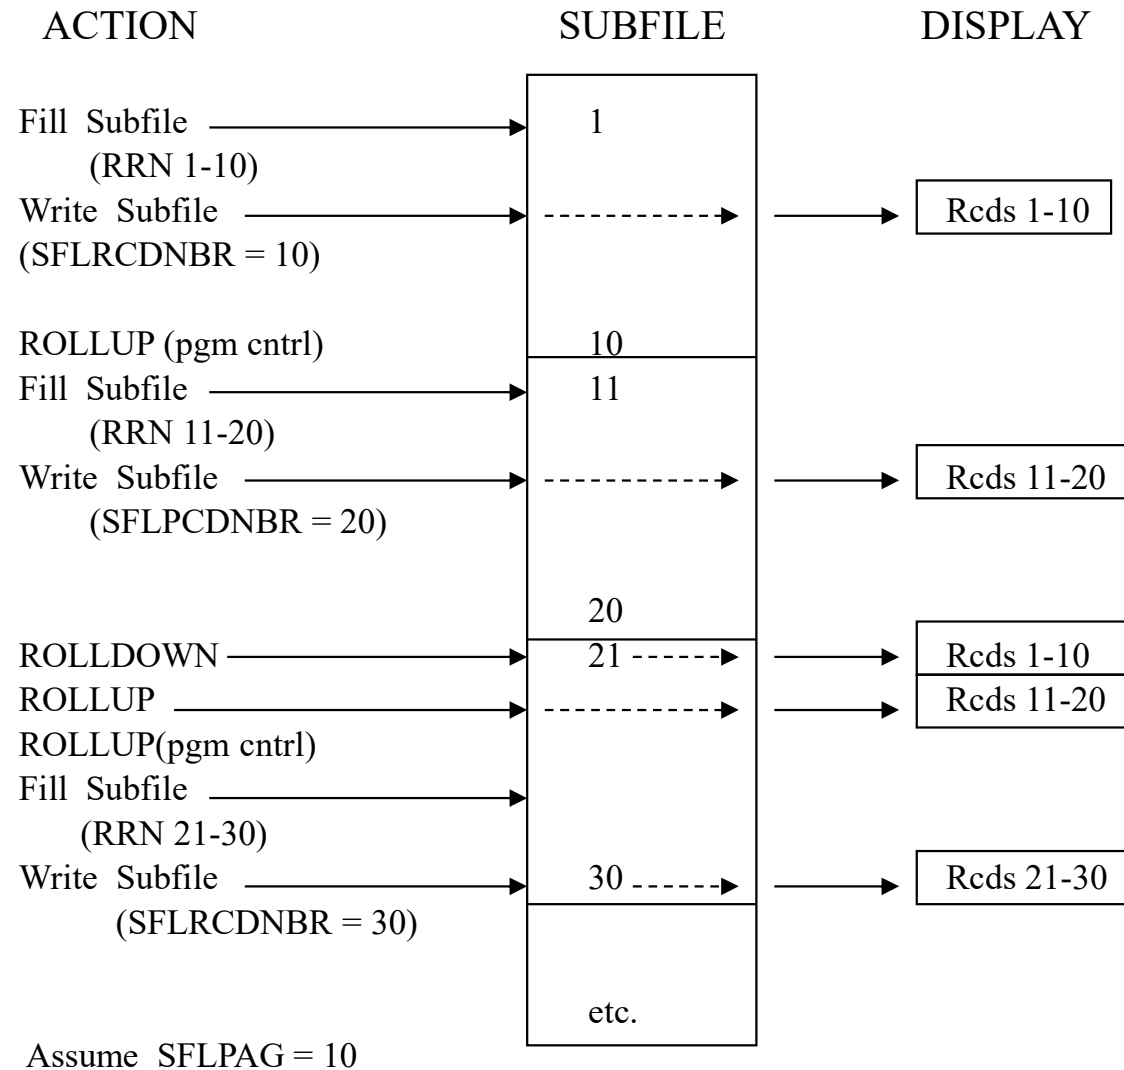 ACTION SUBFILE DISPLAY
Fill Subfile 1
(RRN 1-10)
Write Subfile Rcds 1-10
(SFLRCDNBR = 10)
ROLLUP (pgm cntrl) 10
Fill Subfile 11
(RRN 11-20)
Write Subfile Rcds 11-20
(SFLPCDNBR = 20)
20
ROLLDOWN 21 Rcds 1-10
ROLLUP Rcds 11-20
ROLLUP(pgm cntrl)
Fill Subfile
(RRN 21-30)
Write Subfile 30 Rcds 21-30
(SFLRCDNBR = 30)
etc.
Assume SFLPAG = 10